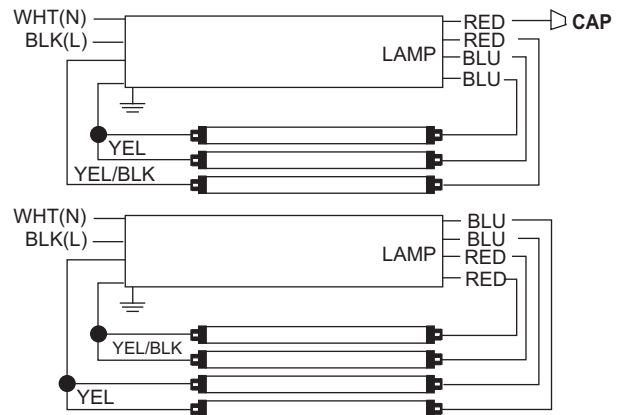 WHT(N)
BLK(L)
LAMP
RED
CAP
RED
BLU
BLU
YEL
YEL/BLK
WHT(N)
BLK(L)
LAMP
BLU
BLU
RED
RED
YEL/BLK
YEL